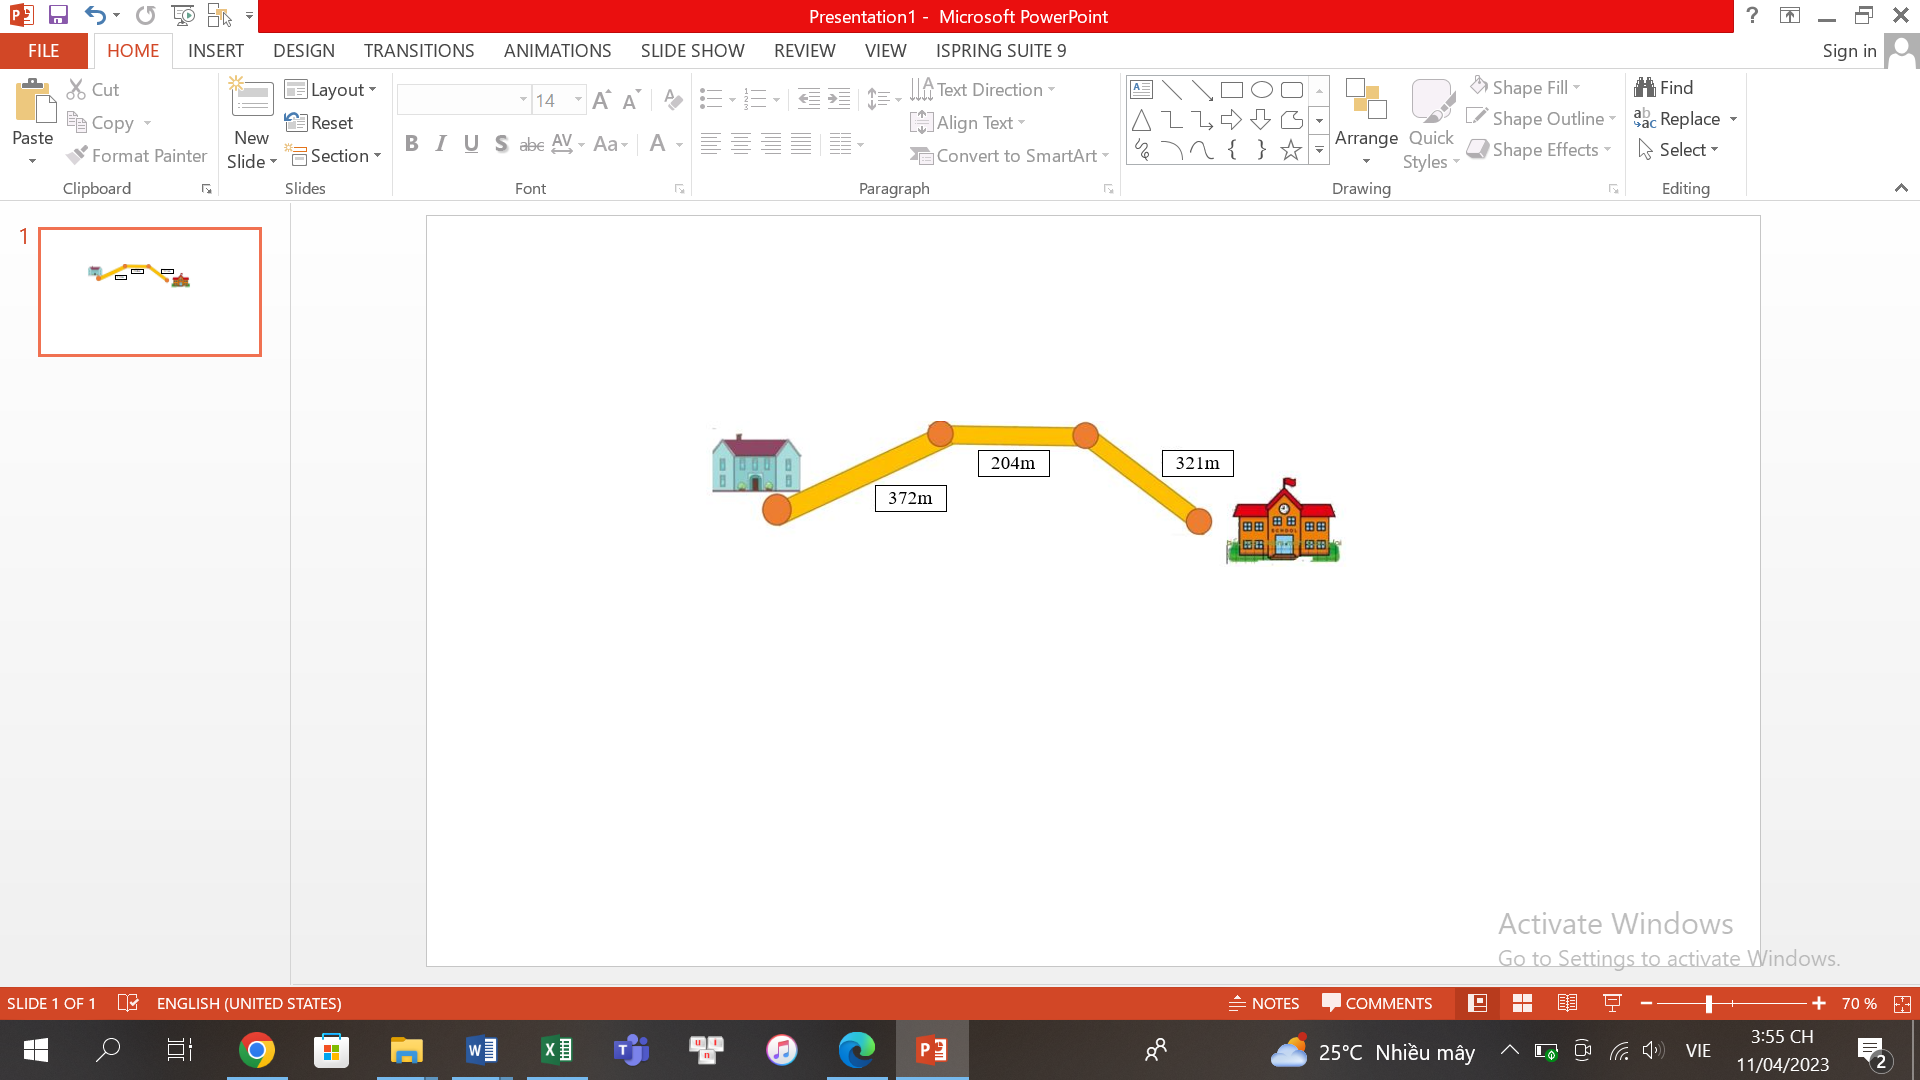 Presentation1 - Microsoft PowerPoint
FILE HOME INSERT DESIGN TRANSITIONS ANIMATIONS SLIDE SHOW REVIEW VIEW ISPRING SUITE 9 Sign in
Paste
Cut
Copy
Format Painter
Clipboard
New Slide
Layout
Reset
Section
Slides
14
B I U S abc AV Aa A
Font
Text Direction
Align Text
Convert to SmartArt
Paragraph
Arrange
Quick Styles
Shape Fill
Shape Outline
Shape Effects
Drawing
Find
Replace
Select
Editing
1
372m
204m
321m
SCHOOL
Activate Windows
Go to Settings to activate Windows.
SLIDE 1 OF 1 ENGLISH (UNITED STATES) NOTES COMMENTS 70 %
25°C Nhiều mây VIE
3:55 CH
11/04/2023
2